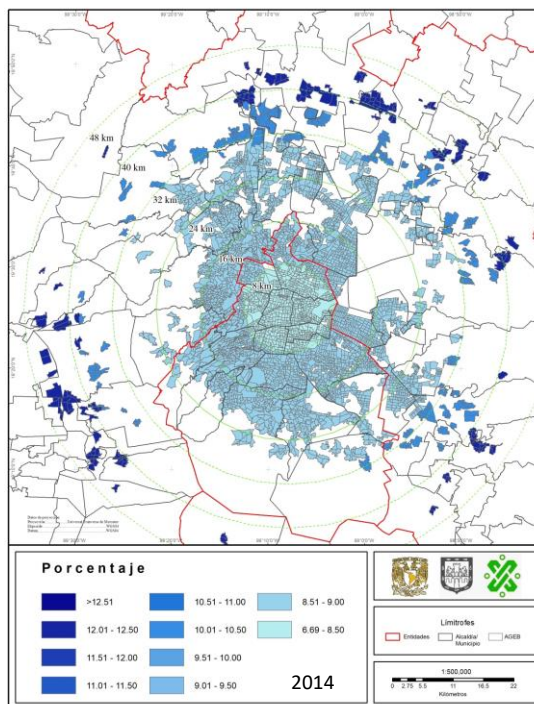 48 km
40 km
32 km
24 km
16 km
8 km
Porcentaje
>12.51
12.01 - 12.50
11.51 - 12.00
11.01 - 11.50
10.51 - 11.00
10.01 - 10.50
9.51 - 10.00
9.01 - 9.50
8.51 - 9.00
6.69 - 8.50
2014
Límitrofes
Entidades
Alcaldía/
Municipio
AGEB
1:500,000
0 2.75 5.5 11 16.5 22
Kilómetros